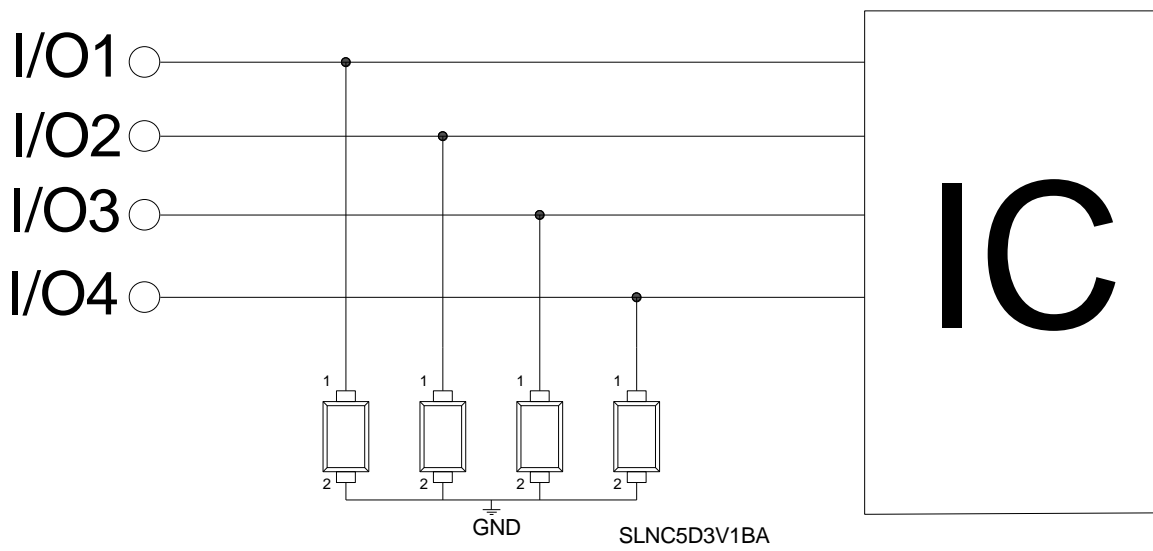 I/O1
I/O2
I/O3
I/O4
IC
1 1 1 1
2 2 2 2
GND
SLNC5D3V1BA